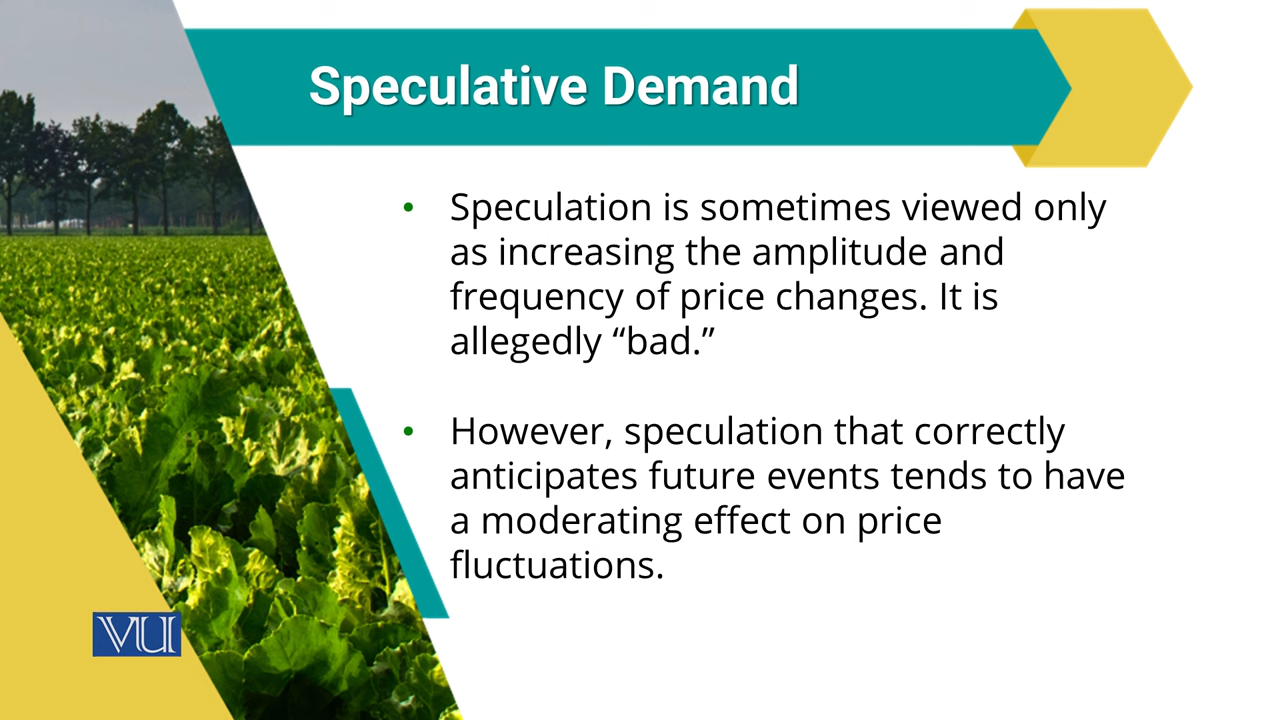 Speculative Demand
• Speculation is sometimes viewed only
as increasing the amplitude and
frequency of price changes. It is
allegedly “bad.”
• However, speculation that correctly
anticipates future events tends to have
a moderating effect on price
fluctuations.
VU